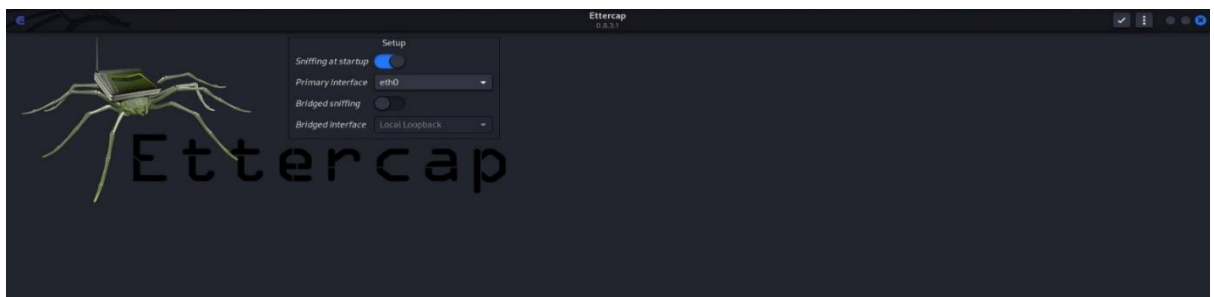 Ettercap
0.8.3.1
Setup
Sniffing at startup
Primary Interface eth0
Bridged sniffing
Bridged Interface Local Loopback
Ettercap